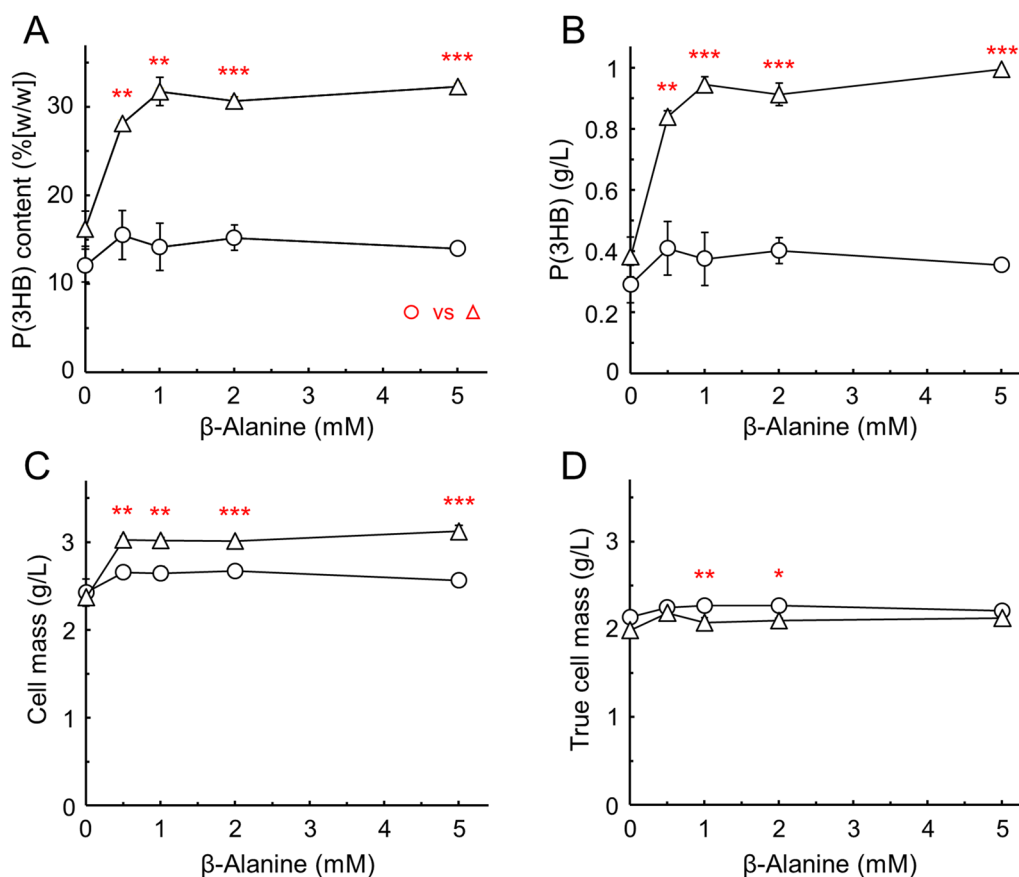 A
P(3HB) content (%[w/w])
30
20
10
0
** ** *** ***
vs
0 1 2 3 4 5
β-Alanine (mM)
B
P(3HB) (g/L)
1
0.8
0.6
0.4
0.2
0
** *** *** ***
0 1 2 3 4 5
β-Alanine (mM)
C
Cell mass (g/L)
3
2
1
0
** ** *** ***
0 1 2 3 4 5
β-Alanine (mM)
D
True cell mass (g/L)
3
2
1
0
** *
0 1 2 3 4 5
β-Alanine (mM)